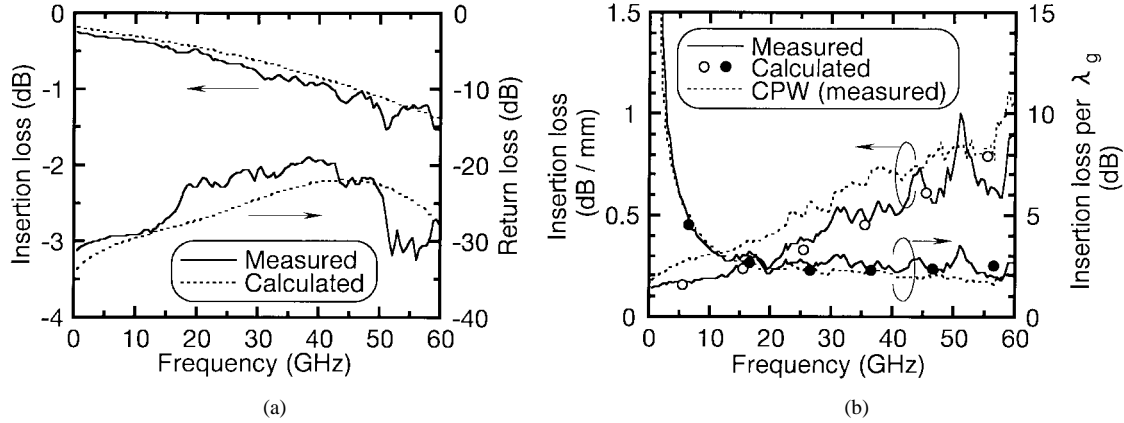 0
-1
-2
-3
-4
Insertion loss (dB)
0
-10
-20
-30
-40
Return loss (dB)
Measured
Calculated
0 10 20 30 40 50 60
Frequency (GHz)
(a)
1.5
1
0.5
0
Insertion loss
(dB / mm)
15
10
5
0
Insertion loss per λg
(dB)
Measured
Calculated
CPW (measured)
0 10 20 30 40 50 60
Frequency (GHz)
(b)